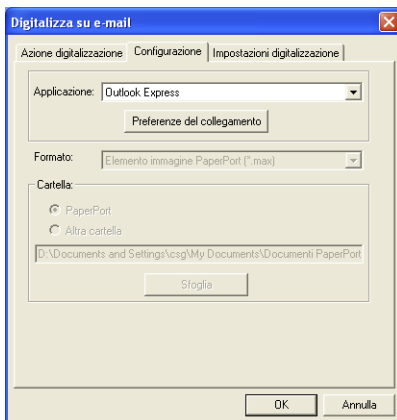 Digitalizza su e-mail
Azione digitalizzazione Configurazione Impostazioni digitalizzazione
Applicazione: Outlook Express
Preferenze del collegamento
Formato: Elemento immagine PaperPort (*.max)
Cartella:
PaperPort
Altra cartella
D:\Documents and Settings\csg\My Documents\Documenti PaperPort
Sfoglia
OK Annulla